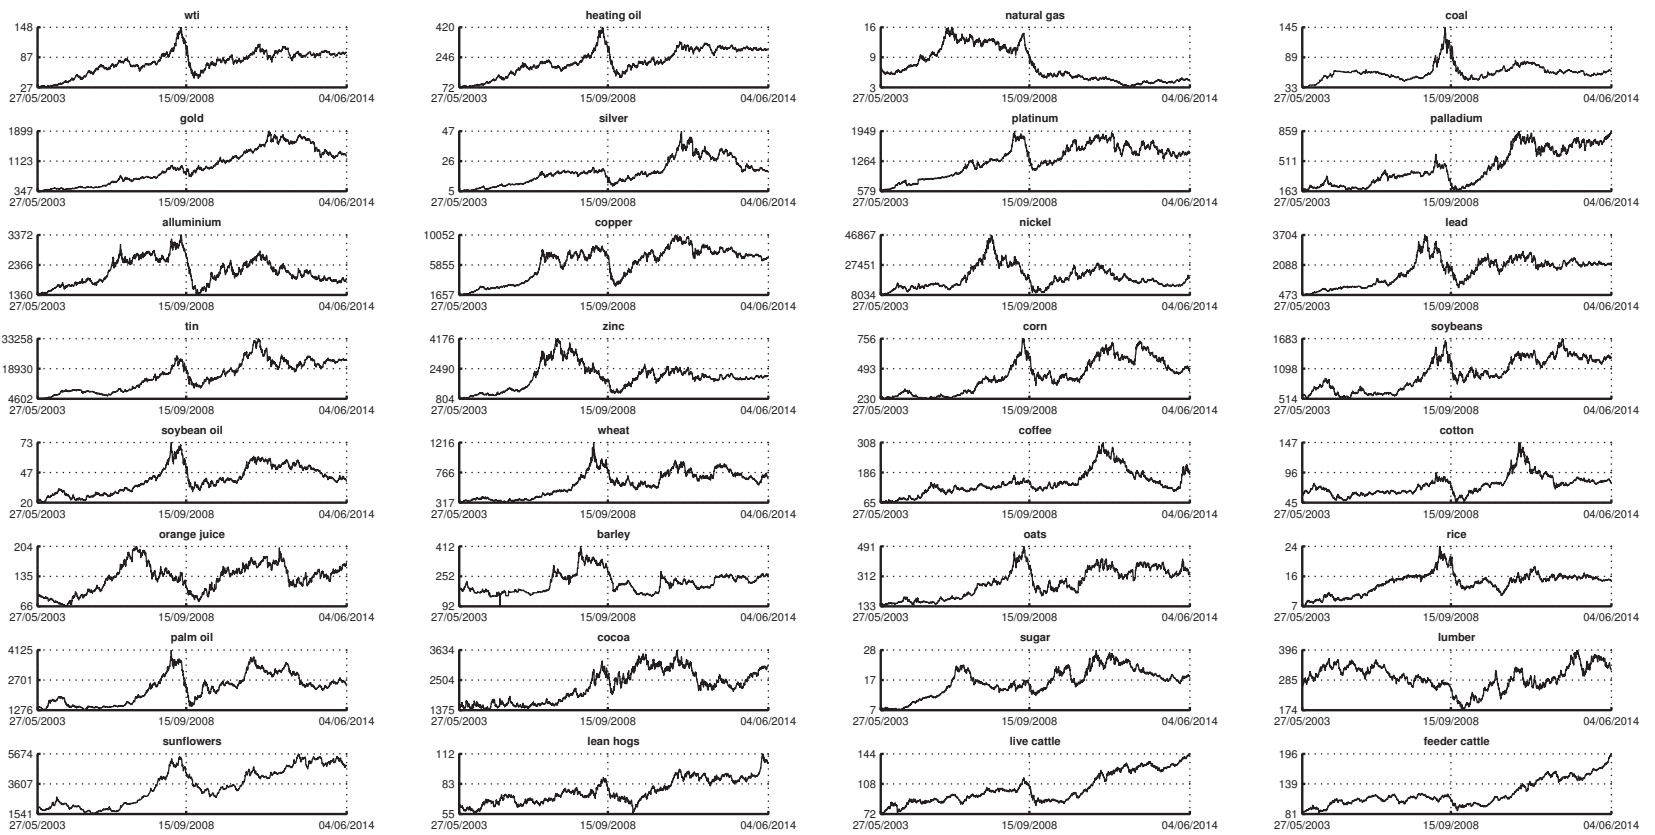 wti heating oil natural gas coal
148 420 16 145
87 246 9 89
27 72 3 33
27/05/2003 15/09/2008 04/06/2014 27/05/2003 15/09/2008 04/06/2014 27/05/2003 15/09/2008 04/06/2014 27/05/2003 15/09/2008 04/06/2014
gold silver platinum palladium
1899 47 1949 859
1123 26 1264 511
347 5 579 163
27/05/2003 15/09/2008 04/06/2014 27/05/2003 15/09/2008 04/06/2014 27/05/2003 15/09/2008 04/06/2014 27/05/2003 15/09/2008 04/06/2014
alluminium copper nickel lead
3372 10052 46867 3704
2366 5855 27451 2088
1360 1657 8034 473
27/05/2003 15/09/2008 04/06/2014 27/05/2003 15/09/2008 04/06/2014 27/05/2003 15/09/2008 04/06/2014 27/05/2003 15/09/2008 04/06/2014
tin zinc corn soybeans
33258 4176 756 1683
18930 2490 493 1098
4602 804 230 514
27/05/2003 15/09/2008 04/06/2014 27/05/2003 15/09/2008 04/06/2014 27/05/2003 15/09/2008 04/06/2014 27/05/2003 15/09/2008 04/06/2014
soybean oil wheat coffee cotton
73 1216 308 147
47 766 186 96
20 317 65 45
27/05/2003 15/09/2008 04/06/2014 27/05/2003 15/09/2008 04/06/2014 27/05/2003 15/09/2008 04/06/2014 27/05/2003 15/09/2008 04/06/2014
orange juice barley oats rice
204 412 491 24
135 252 312 16
66 92 133 7
27/05/2003 15/09/2008 04/06/2014 27/05/2003 15/09/2008 04/06/2014 27/05/2003 15/09/2008 04/06/2014 27/05/2003 15/09/2008 04/06/2014
palm oil cocoa sugar lumber
4125 3634 28 396
2701 2504 17 285
1276 1375 7 174
27/05/2003 15/09/2008 04/06/2014 27/05/2003 15/09/2008 04/06/2014 27/05/2003 15/09/2008 04/06/2014 27/05/2003 15/09/2008 04/06/2014
sunflowers lean hogs live cattle feeder cattle
5674 112 144 196
3607 83 108 139
1541 55 72 81
27/05/2003 15/09/2008 04/06/2014 27/05/2003 15/09/2008 04/06/2014 27/05/2003 15/09/2008 04/06/2014 27/05/2003 15/09/2008 04/06/2014